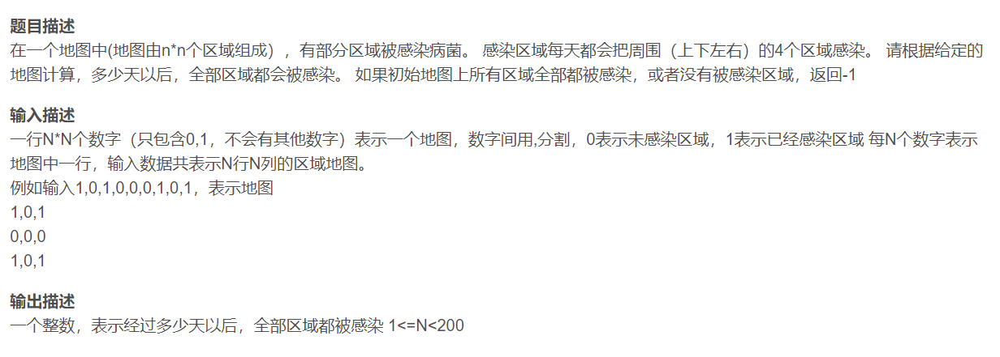 题目描述
在一个地图中(地图由n*n个区域组成），有部分区域被感染病菌。 感染区域每天都会把周围（上下左右）的4个区域感染。 请根据给定的
地图计算，多少天以后，全部区域都会被感染。 如果初始地图上所有区域全部都被感染，或者没有被感染区域，返回-1
输入描述
一行N*N个数字（只包含0,1，不会有其他数字）表示一个地图，数字间用,分割，0表示未感染区域，1表示已经感染区域 每N个数字表示
地图中一行，输入数据共表示N行N列的区域地图。
例如输入1,0,1,0,0,0,1,0,1，表示地图
1,0,1
0,0,0
1,0,1
输出描述
一个整数，表示经过多少天以后，全部区域都被感染 1<=N<200